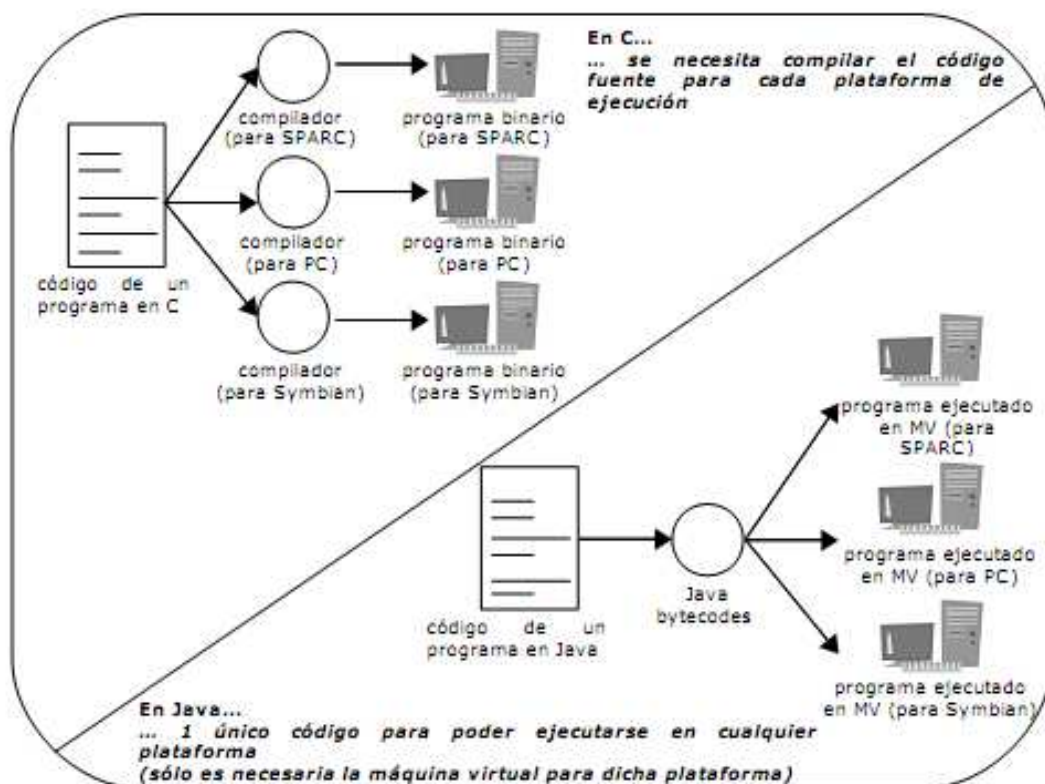 En C...
... se necesita compilar el código
fuente para cada plataforma de
ejecución
compilador
(para SPARC)
programa binario
(para SPARC)
compilador
(para PC)
programa binario
(para PC)
código de un
programa en C
compilador
(para Symbian)
programa binario
(para Symbian)
programa ejecutado
en MV (para
SPARC)
programa ejecutado
en MV (para PC)
Java
bytecodes
código de un
programa en Java
programa ejecutado
en MV (para Symbian)
En Java...
... 1 único código para poder ejecutarse en cualquier
plataforma
(sólo es necesaria la máquina virtual para dicha plataforma)